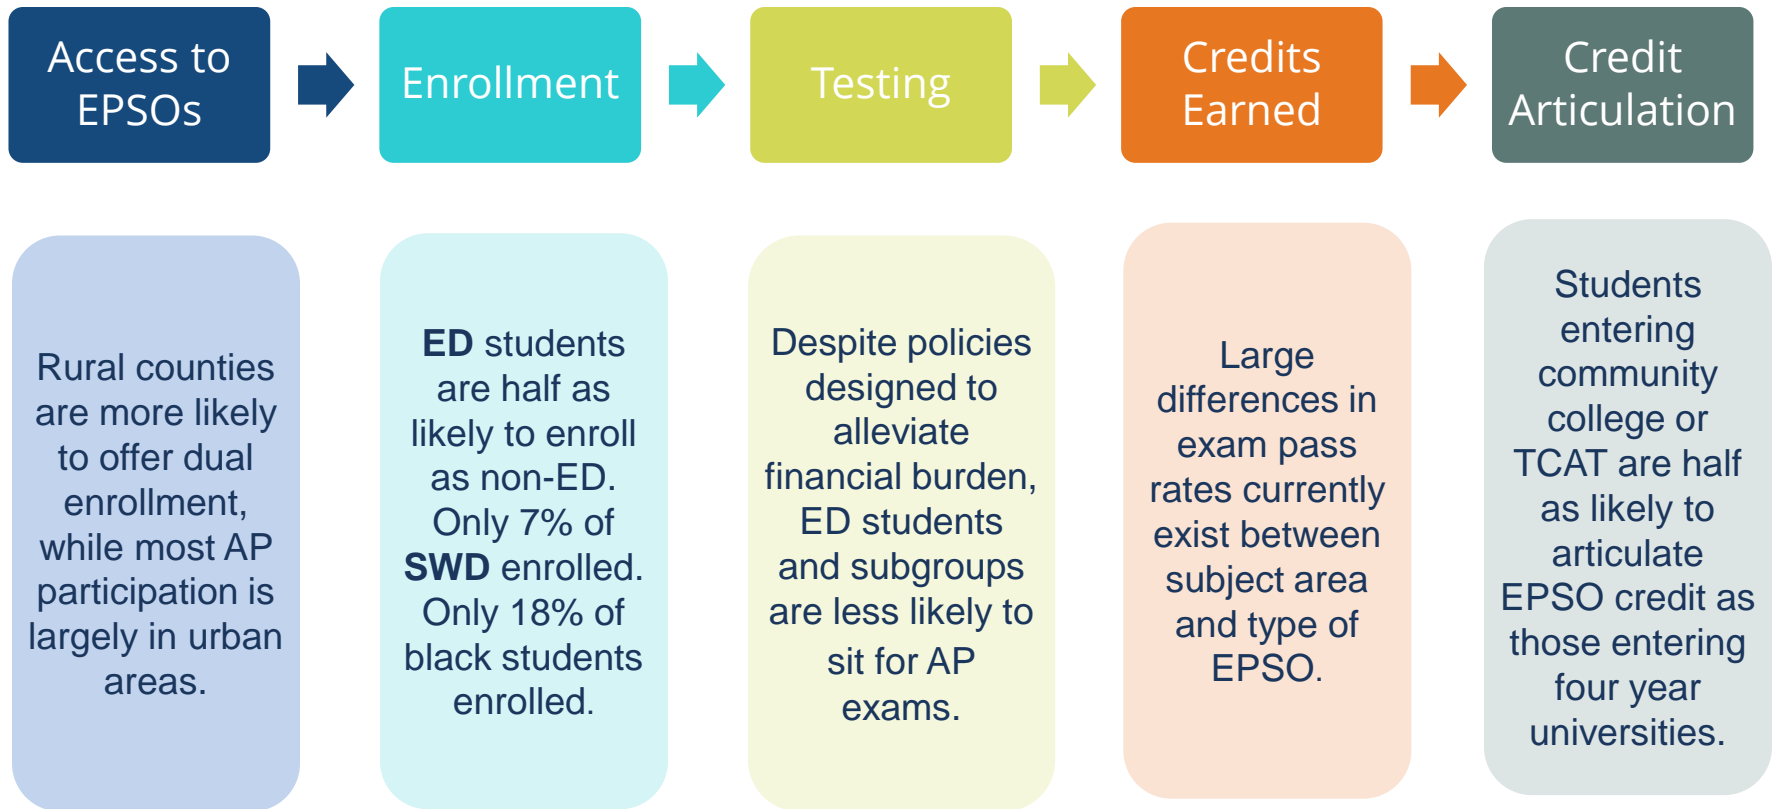 Access to
EPSOs
Enrollment
Testing
Credits
Earned
Credit
Articulation
Rural counties
are more likely
to offer dual
enrollment,
while most AP
participation is
largely in urban
areas.
ED students
are half as
likely to enroll
as non-ED.
Only 7% of
SWD enrolled.
Only 18% of
black students
enrolled.
Despite policies
designed to
alleviate
financial burden,
ED students
and subgroups
are less likely to
sit for AP
exams.
Large
differences in
exam pass
rates currently
exist between
subject area
and type of
EPSO.
Students
entering
community
college or
TCAT are half
as likely to
articulate
EPSO credit as
those entering
four year
universities.